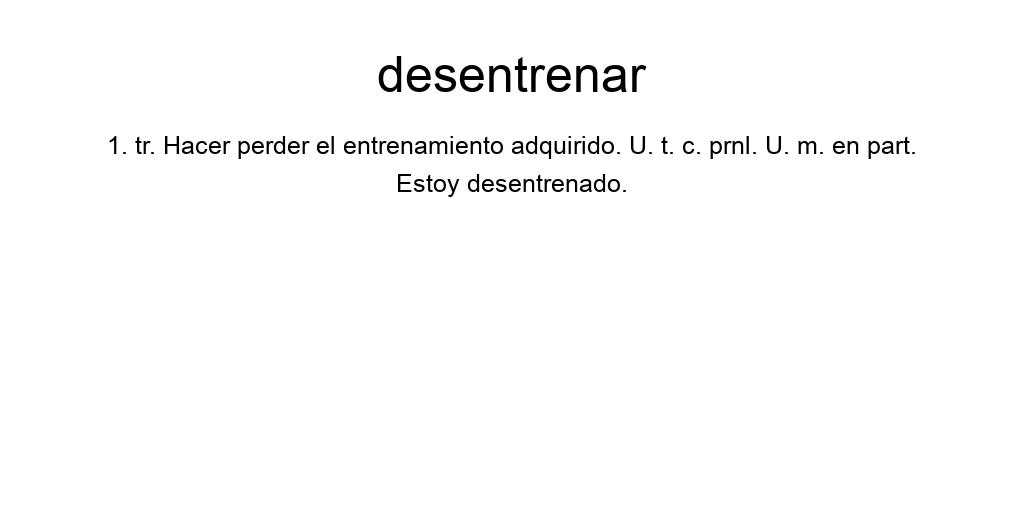 desentrenar
1. tr. Hacer perder el entrenamiento adquirido. U. t. c. prnl. U. m. en part.
Estoy desentrenado.